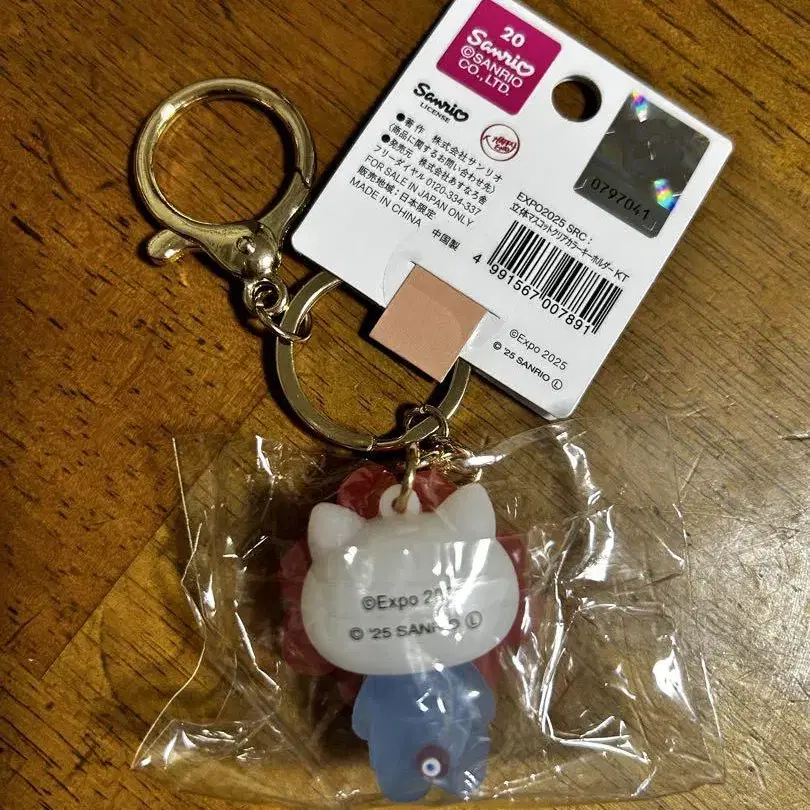 20
Sanrio
©SANRIO
CO., LTD.
Sanrio
LICENSE
HAPPY
●著作 株式会社サンリオ
(商品に関するお問い合わせ先)
●発売元 株式会社あすなろ舎
フリーダイヤル 0120-334-337
FOR SALE IN JAPAN ONLY
販売地域：日本限定
MADE IN CHINA 中国製
0797041
EXPO2025 SRC：
立体マスコットクリアカラーキーホルダー KT
4 991567 007891
©Expo 2025
© '25 SANRIO Ⓛ
©Expo 20
© '25 SANRIO Ⓛ